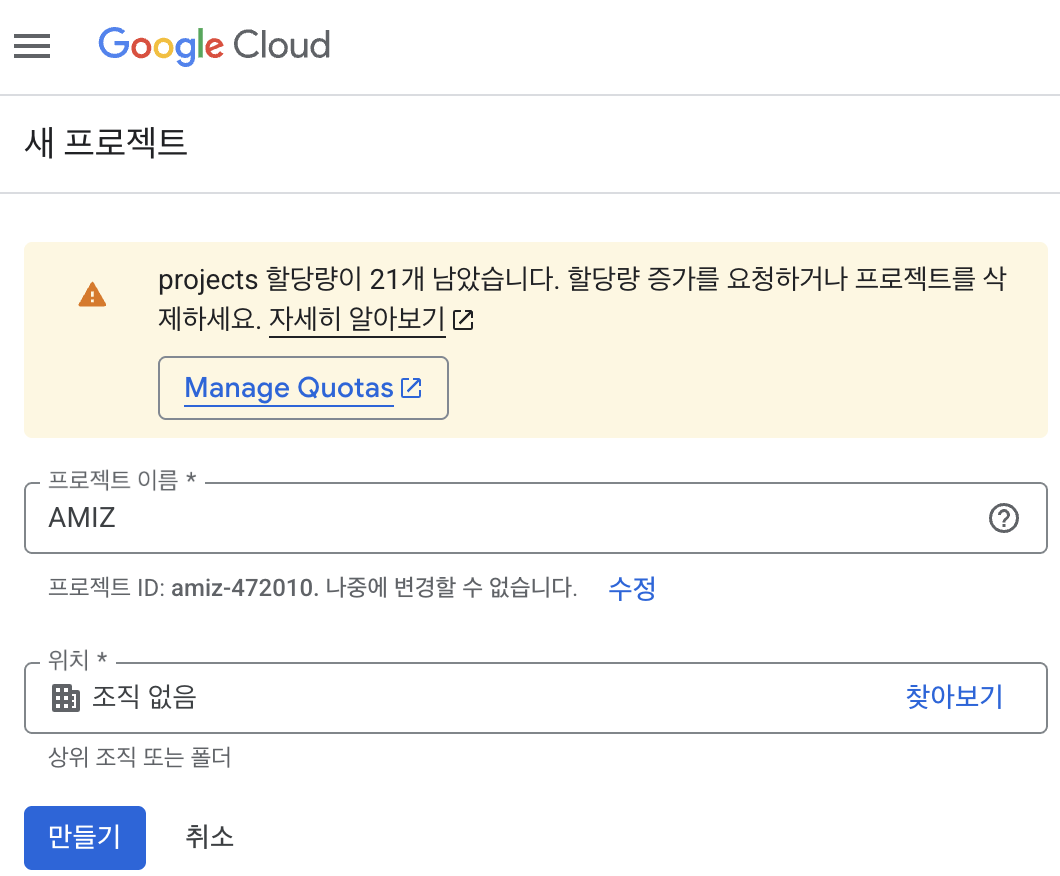 Google Cloud
새 프로젝트
projects 할당량이 21개 남았습니다. 할당량 증가를 요청하거나 프로젝트를 삭
제하세요. 자세히 알아보기
Manage Quotas
프로젝트 이름 *
AMIZ
프로젝트 ID: amiz-472010. 나중에 변경할 수 없습니다. 수정
위치 *
조직 없음 찾아보기
상위 조직 또는 폴더
만들기 취소